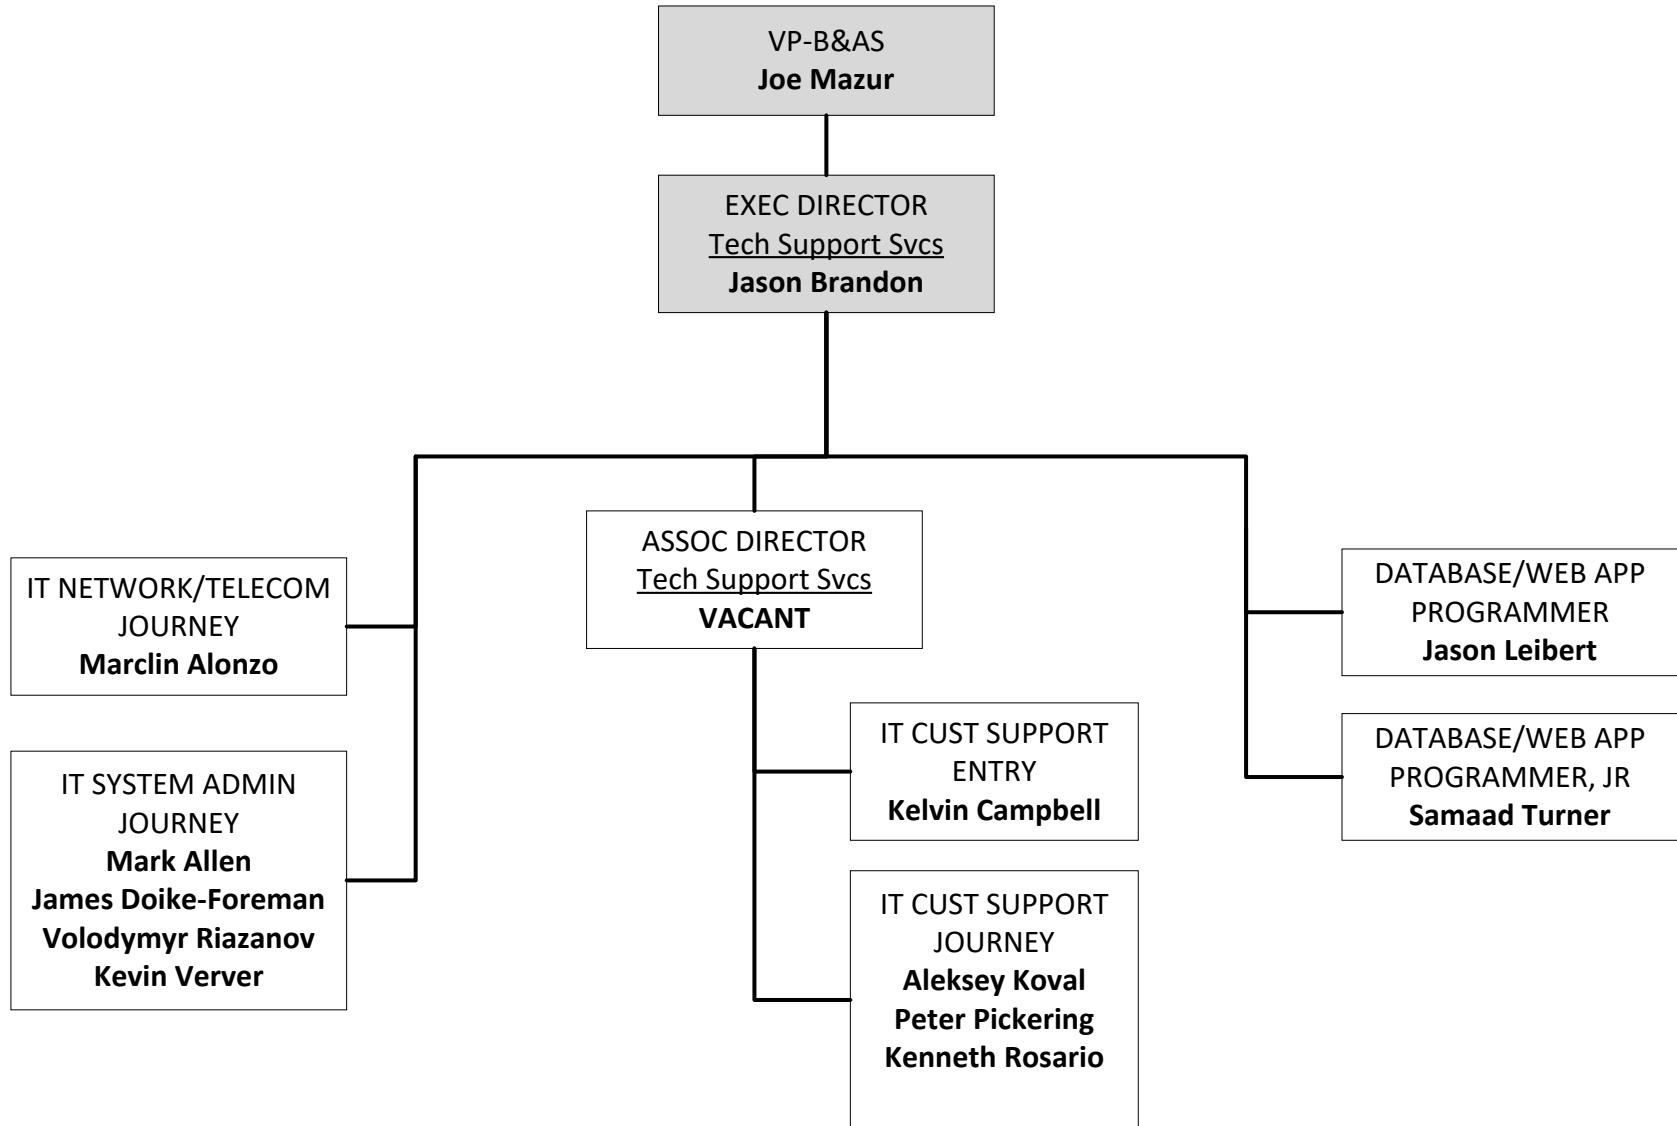 VP-B&AS
Joe Mazur
EXEC DIRECTOR
Tech Support Svcs
Jason Brandon
ASSOC DIRECTOR
Tech Support Svcs
VACANT
IT NETWORK/TELECOM
JOURNEY
Marclin Alonzo
IT SYSTEM ADMIN
JOURNEY
Mark Allen
James Doike-Foreman
Volodymyr Riazanov
Kevin Verver
IT CUST SUPPORT
ENTRY
Kelvin Campbell
IT CUST SUPPORT
JOURNEY
Aleksey Koval
Peter Pickering
Kenneth Rosario
DATABASE/WEB APP
PROGRAMMER
Jason Leibert
DATABASE/WEB APP
PROGRAMMER, JR
Samaad Turner